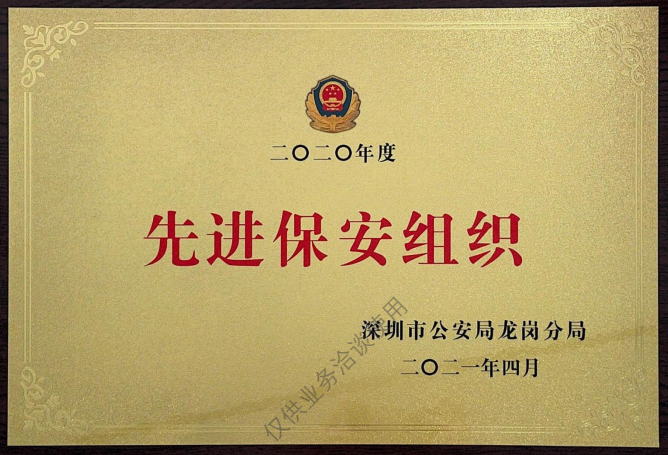 二〇二〇年度
先进保安组织
深圳市公安局龙岗分局
二〇二一年四月
仅供业务洽谈使用